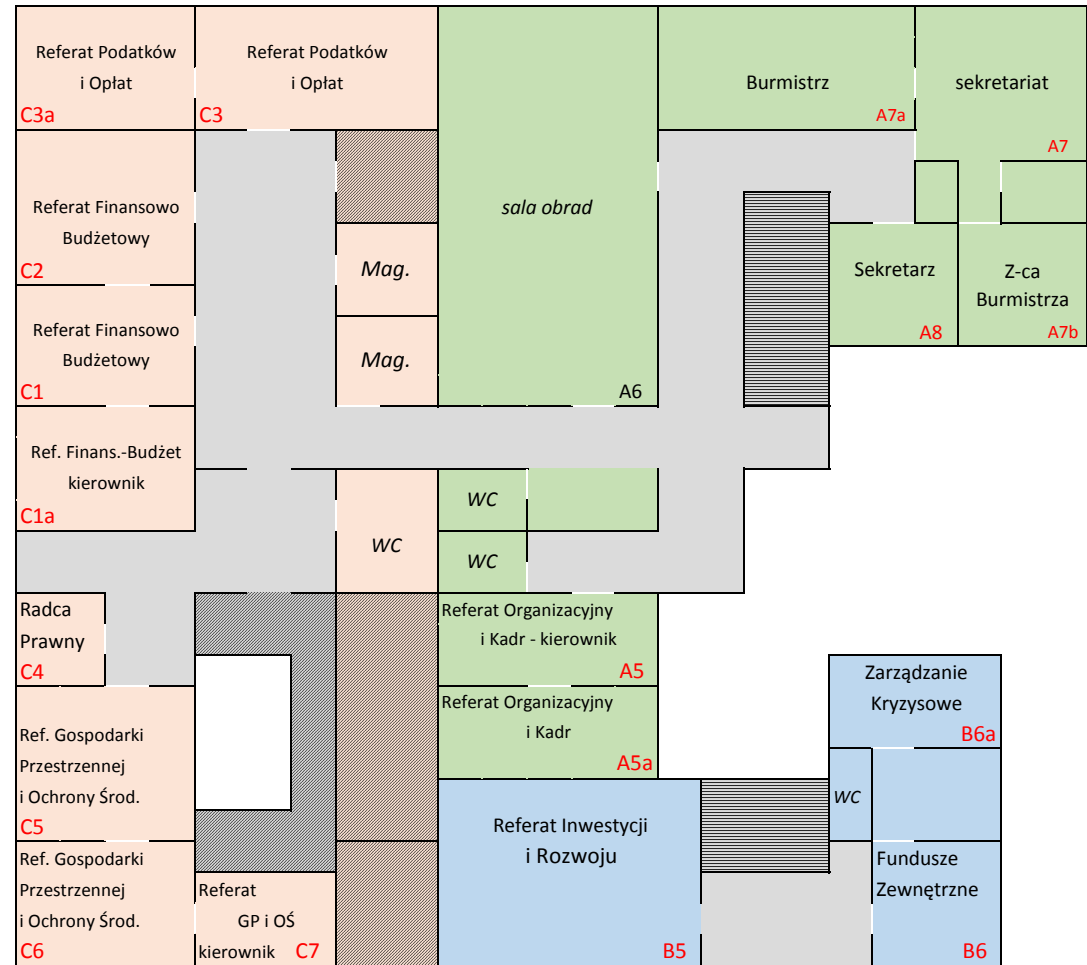 Referat Podatków
i Opłat
C3a
Referat Podatków
i Opłat
C3
Burmistrz
A7a
sekretariat
A7
Referat Finansowo
Budżetowy
C2
sala obrad
A6
Mag.
Mag.
Sekretarz
A8
Z-ca
Burmistrza
A7b
Referat Finansowo
Budżetowy
C1
Ref. Finans.-Budżet
kierownik
C1a
WC
WC
WC
Radca
Prawny
C4
Referat Organizacyjny
i Kadr - kierownik
A5
Referat Organizacyjny
i Kadr
A5a
Zarządzanie
Kryzysowe
B6a
Ref. Gospodarki
Przestrzennej
i Ochrony Środ.
C5
WC
Referat Inwestycji
i Rozwoju
B5
Fundusze
Zewnętrzne
B6
Ref. Gospodarki
Przestrzennej
i Ochrony Środ.
C6
Referat
GP i OŚ
kierownik C7